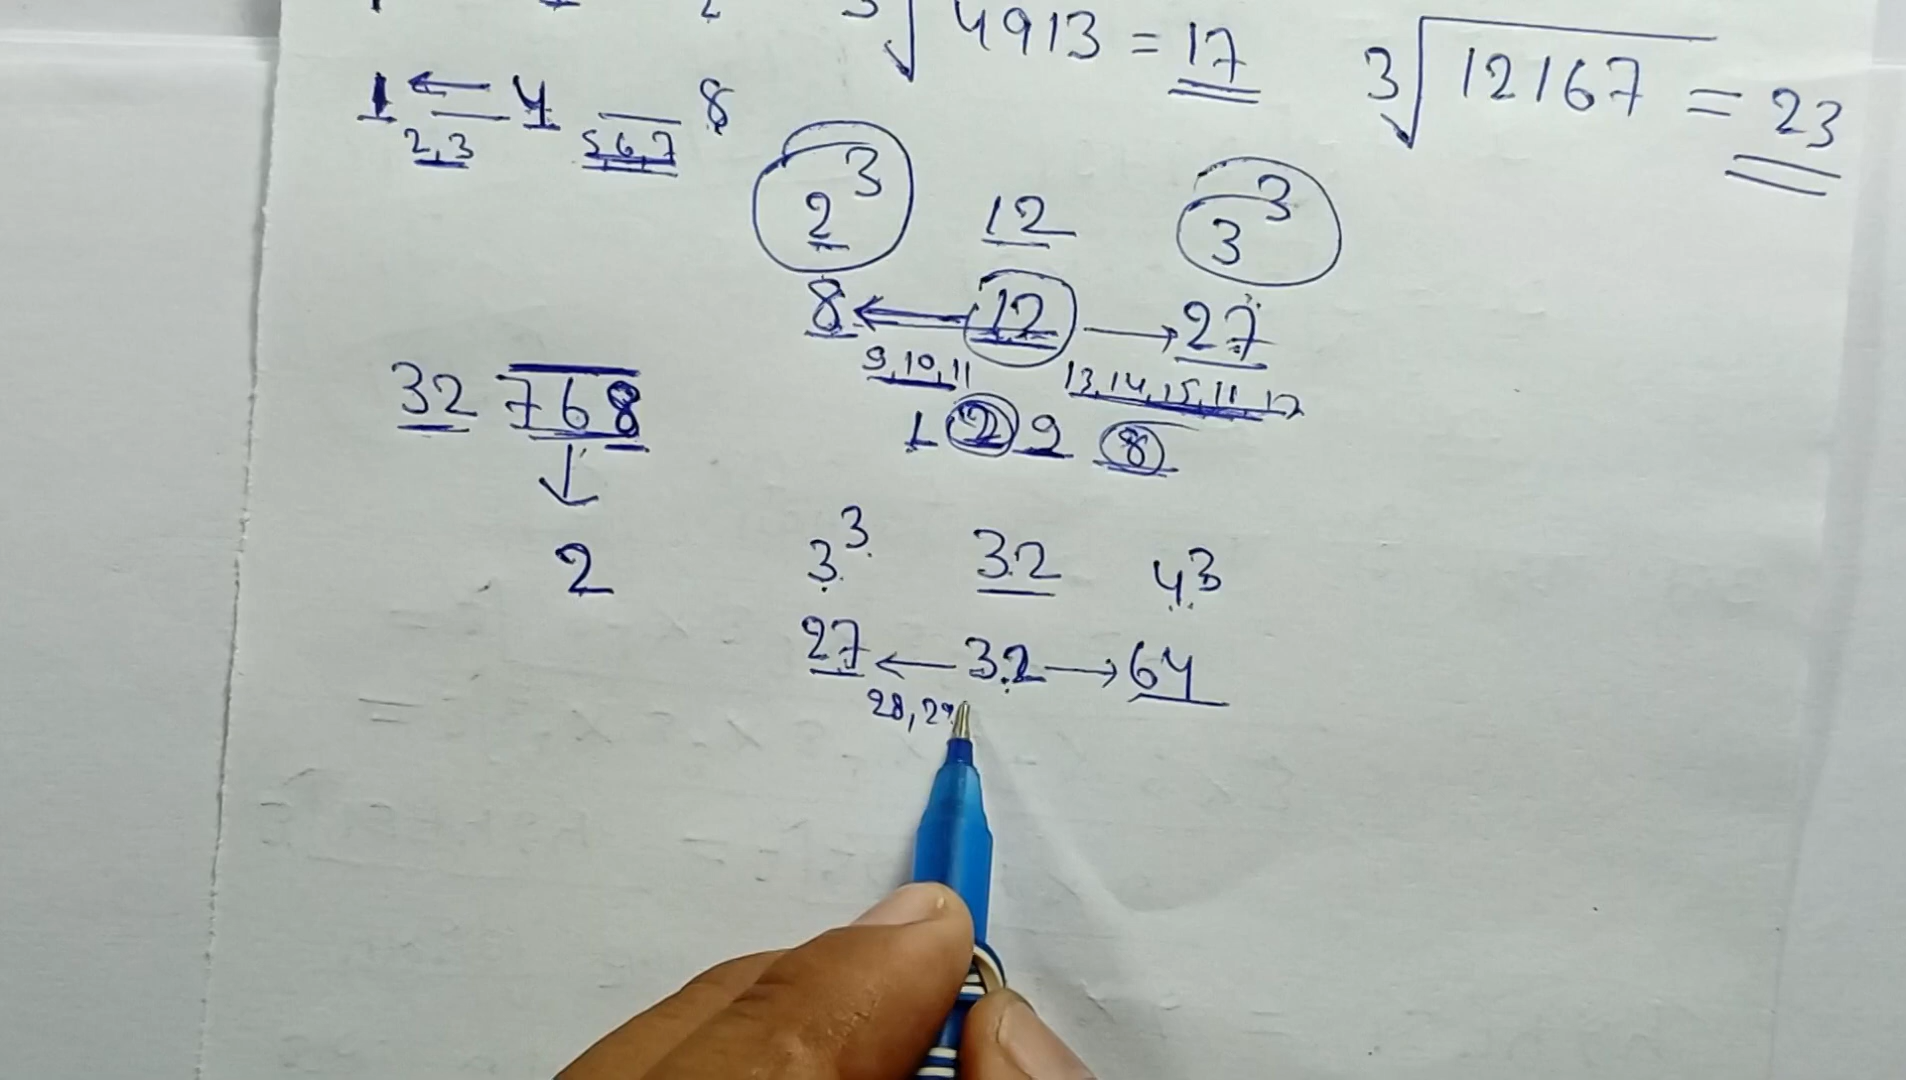 ∛4913 = 17
∛12167 = 23
1 ← 4 8
2,3 5,6,7
2³ 12 3³
8 ← 12 → 27
9,10,11 13,14,15,11,12
1 2 2 8
32 768
↓
2
3³ 32 4³
27 ← 32 → 64
28,29